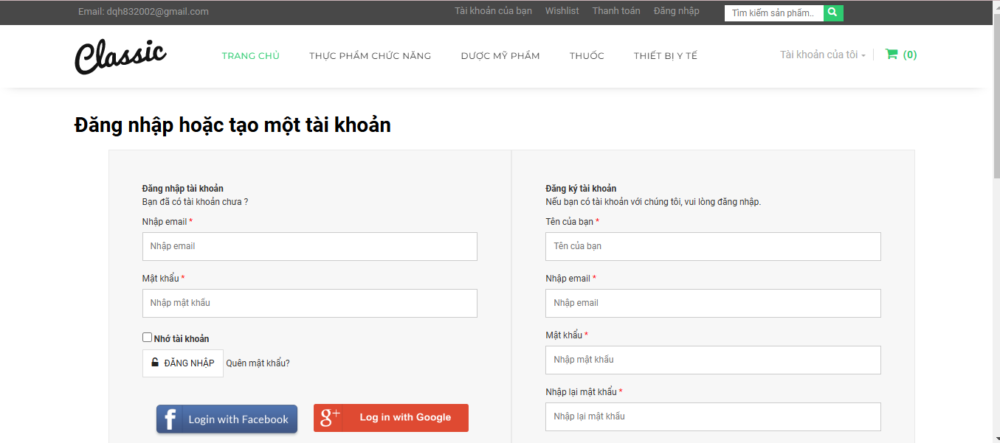 Email: dqh832002@gmail.com
Tài khoản của bạn Wishlist Thanh toán Đăng nhập Tìm kiếm sản phẩm..
Classic TRANG CHỦ THỰC PHẨM CHỨC NĂNG DƯỢC MỸ PHẨM THUỐC THIẾT BỊ Y TẾ Tài khoản của tôi (0)
Đăng nhập hoặc tạo một tài khoản
Đăng nhập tài khoản
Bạn đã có tài khoản chưa ?
Nhập email *
Nhập email
Mật khẩu *
Nhập mật khẩu
Nhớ tài khoản
ĐĂNG NHẬP Quên mật khẩu?
f Login with Facebook
g+ Log in with Google
Đăng ký tài khoản
Nếu bạn có tài khoản với chúng tôi, vui lòng đăng nhập.
Tên của bạn *
Tên của bạn
Nhập email *
Nhập email
Mật khẩu *
Nhập mật khẩu
Nhập lại mật khẩu *
Nhập lại mật khẩu